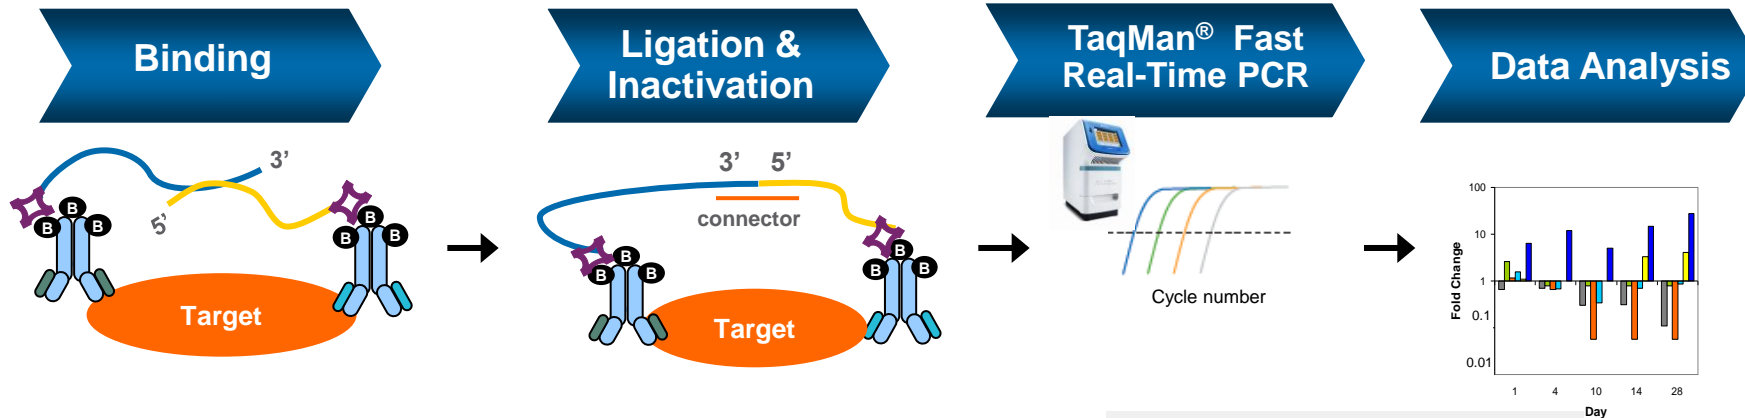 Binding
Ligation &
Inactivation
TaqMan® Fast
Real-Time PCR
Data Analysis
3’
5’
B
B
B
B
B
B
Target
3’ 5’
connector
B
B
B
B
B
B
Target
Cycle number
Fold Change
100
10
1
0.1
0.01
1 4 10 14 28
Day